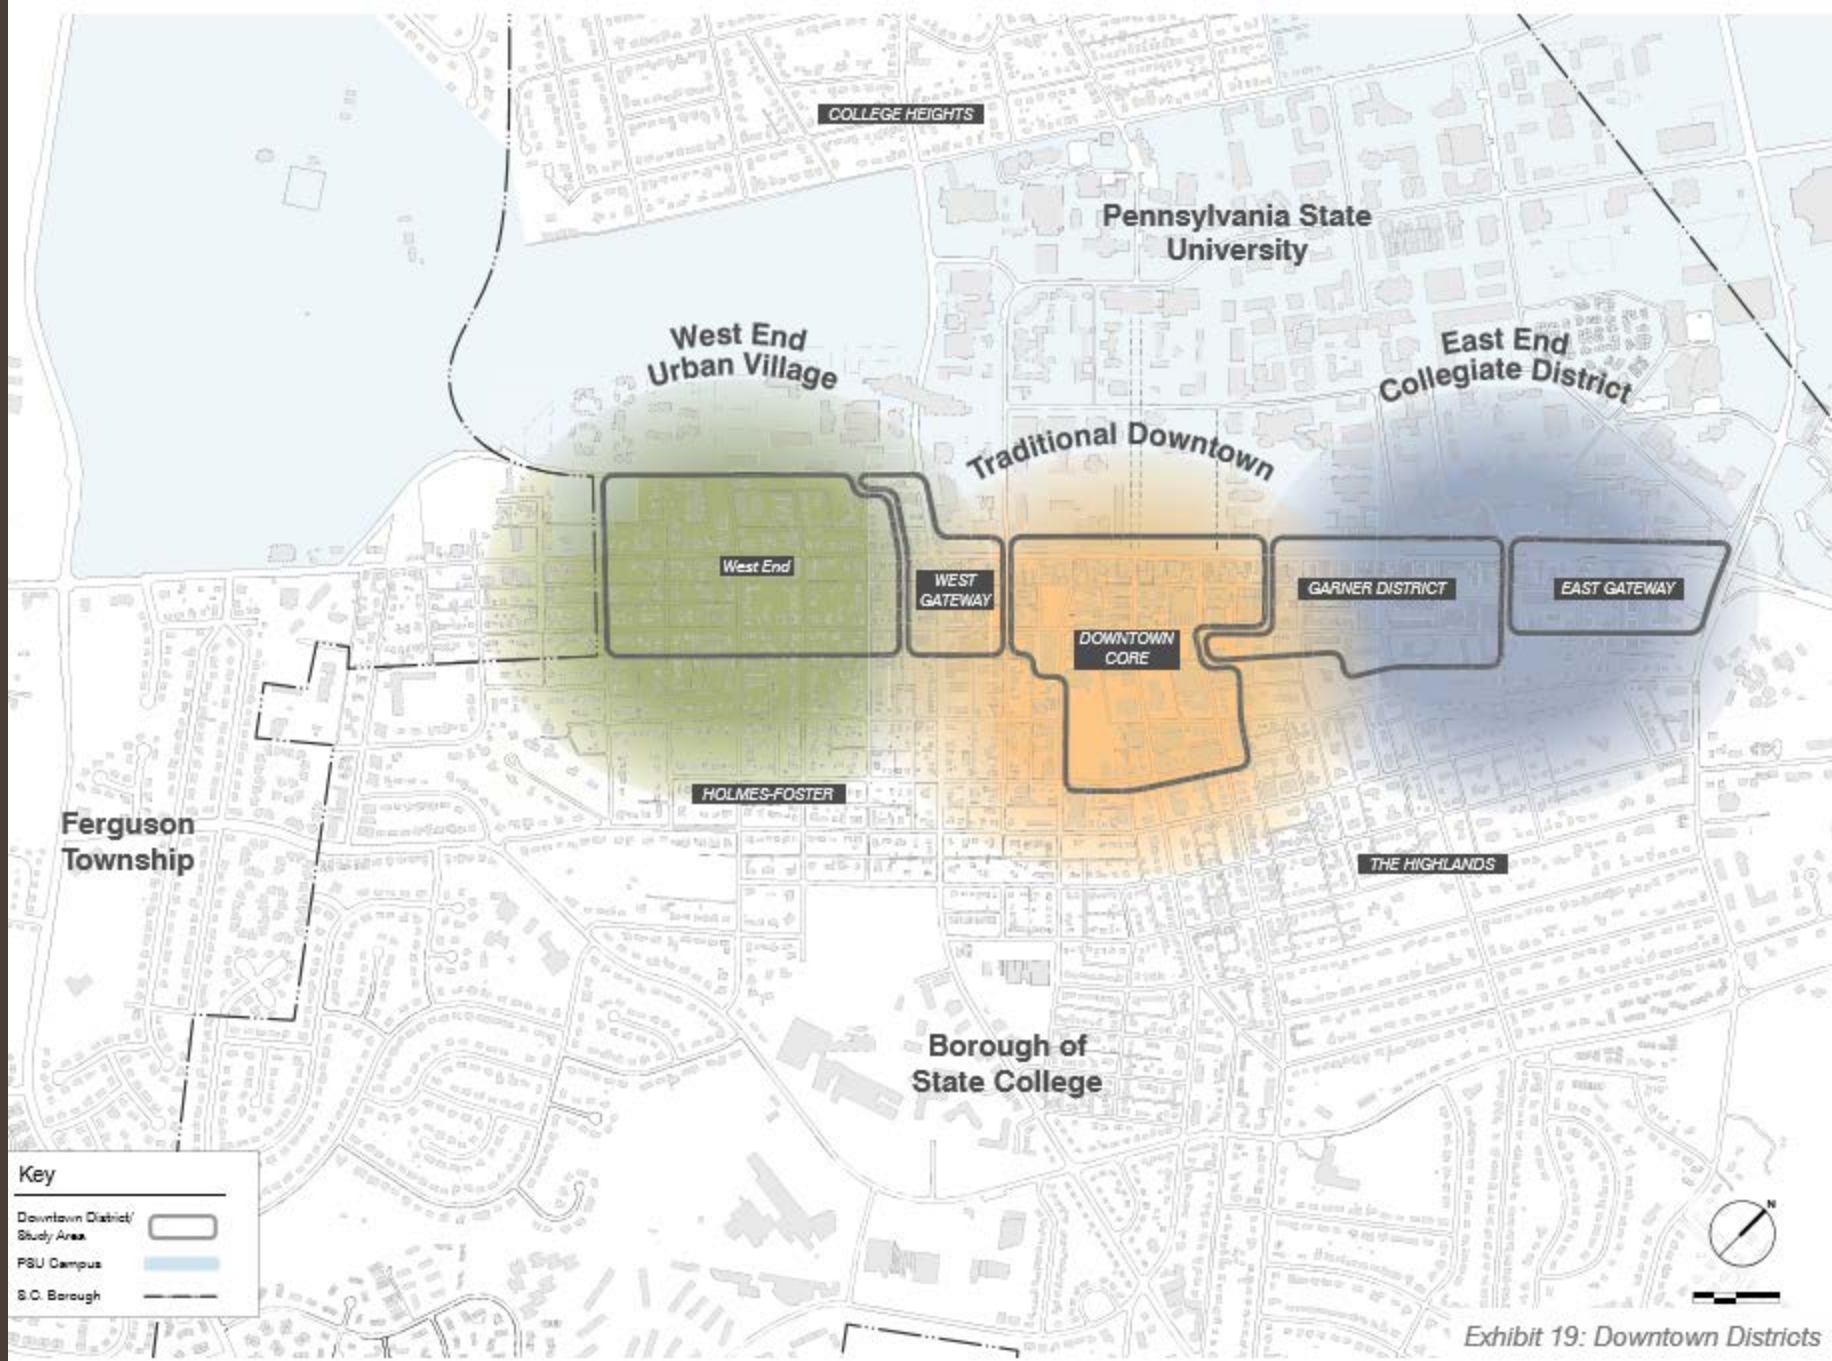 COLLEGE HEIGHTS
Pennsylvania State
University
West End
Urban Village
East End
Collegiate District
Traditional Downtown
West End
WEST
GATEWAY
DOWNTOWN
CORE
GARNER DISTRICT
EAST GATEWAY
HOLMES-FOSTER
Ferguson
Township
THE HIGHLANDS
Borough of
State College
Key
Downtown District/
Study Area
PSU Campus
S.C. Borough
N
Exhibit 19: Downtown Districts